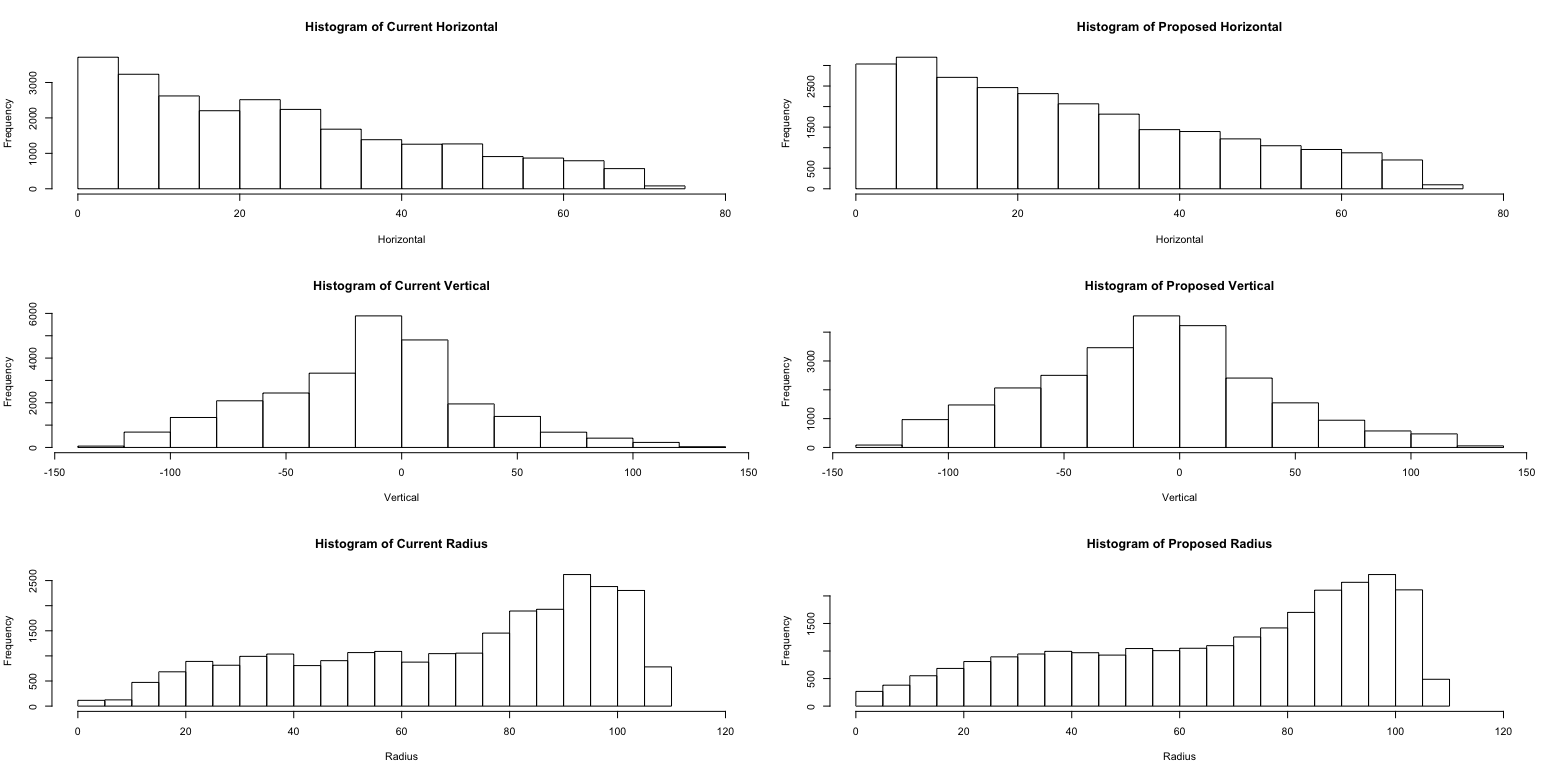 Histogram of Current Horizontal
Frequency
0 1000 2000 3000
0 20 40 60 80
Horizontal
Histogram of Proposed Horizontal
Frequency
500 1500 2500
0
0 20 40 60 80
Horizontal
Histogram of Current Vertical
Frequency
0 2000 4000 6000
-150 -100 -50 0 50 100 150
Vertical
Histogram of Proposed Vertical
Frequency
0 1000 3000
-150 -100 -50 0 50 100 150
Vertical
Histogram of Current Radius
Frequency
0 500 1500 2500
0 20 40 60 80 100 120
Radius
Histogram of Proposed Radius
Frequency
0 500 1500
0 20 40 60 80 100 120
Radius